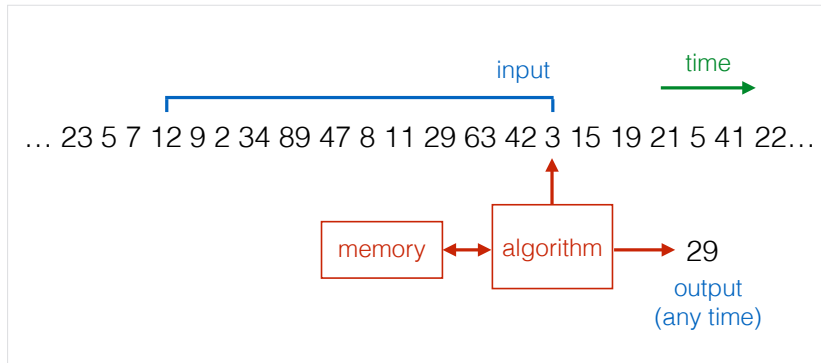 input
time
… 23 5 7 12 9 2 34 89 47 8 11 29 63 42 3 15 19 21 5 41 22…
memory
algorithm
29
output
(any time)